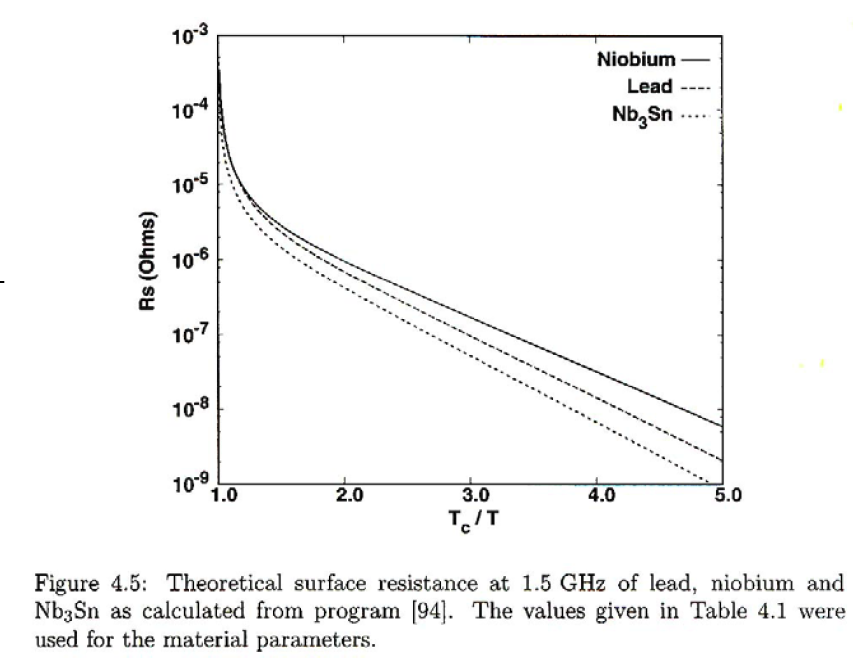 10⁻³
10⁻⁴
10⁻⁵
10⁻⁶
10⁻⁷
10⁻⁸
10⁻⁹
Rs (Ohms)
Niobium
Lead
Nb₃Sn
1.0 2.0 3.0 4.0 5.0
T_c / T
Figure 4.5: Theoretical surface resistance at 1.5 GHz of lead, niobium and
Nb₃Sn as calculated from program [94]. The values given in Table 4.1 were
used for the material parameters.